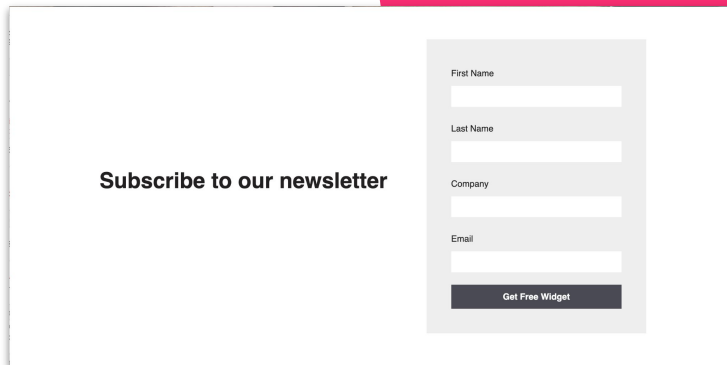 Subscribe to our newsletter
First Name
Last Name
Company
Email
Get Free Widget